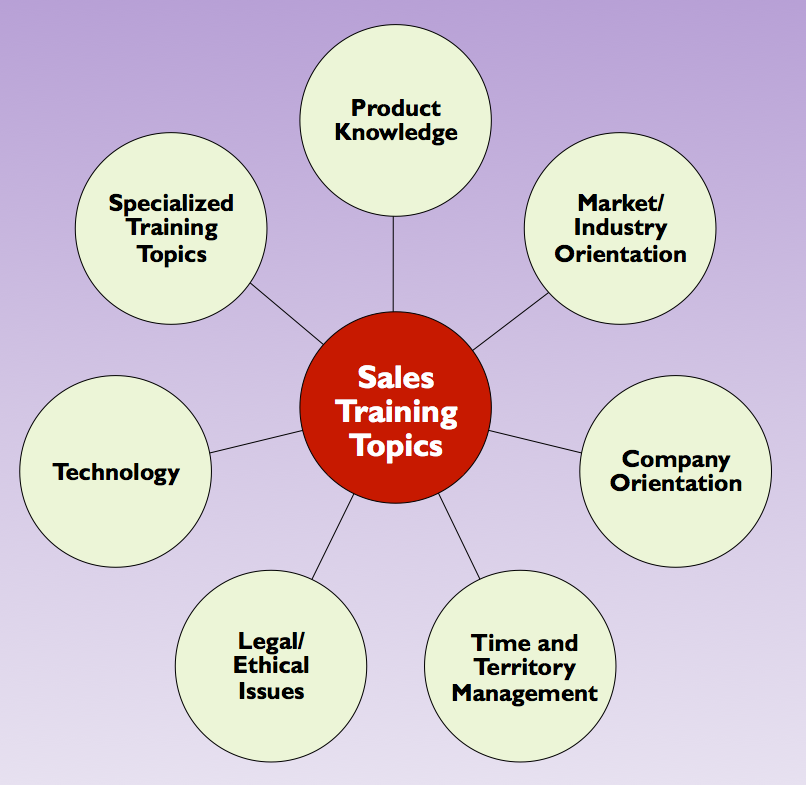 Product
Knowledge
Market/
Industry
Orientation
Company
Orientation
Time and
Territory
Management
Legal/
Ethical
Issues
Technology
Specialized
Training
Topics
Sales
Training
Topics